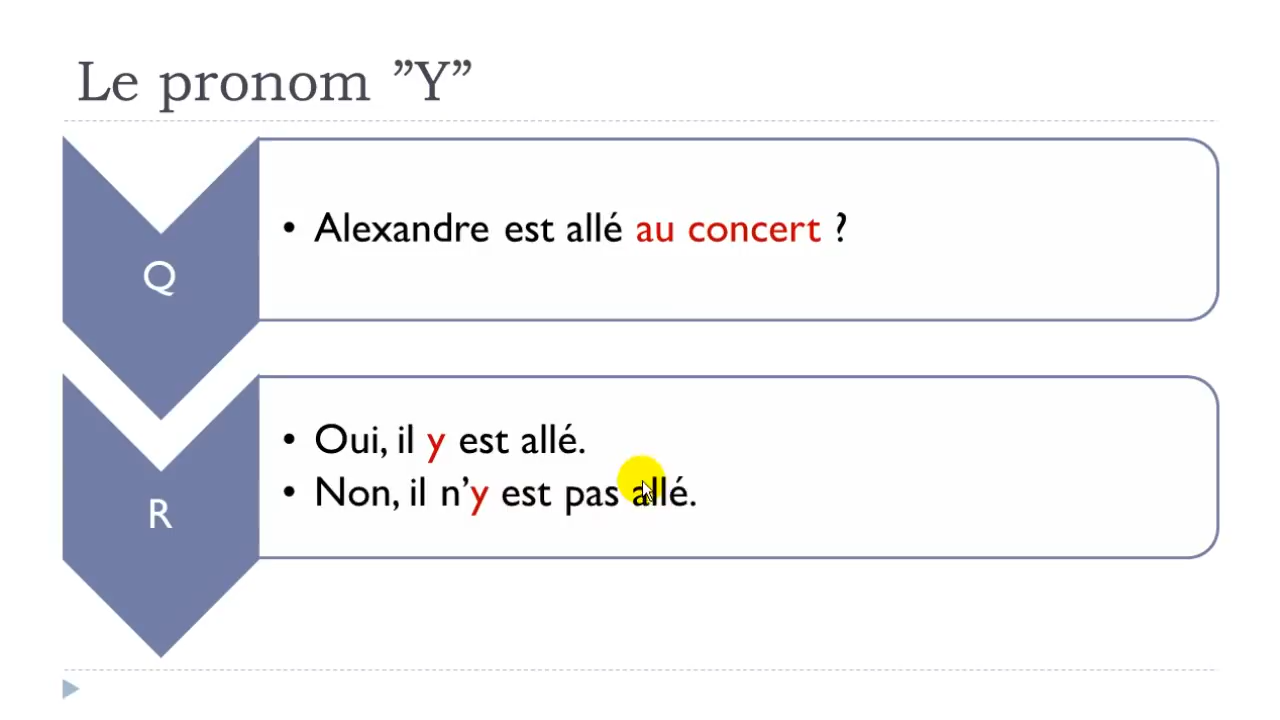 Le pronom ”Y”
Q
• Alexandre est allé au concert ?
R
• Oui, il y est allé.
• Non, il n’y est pas allé.